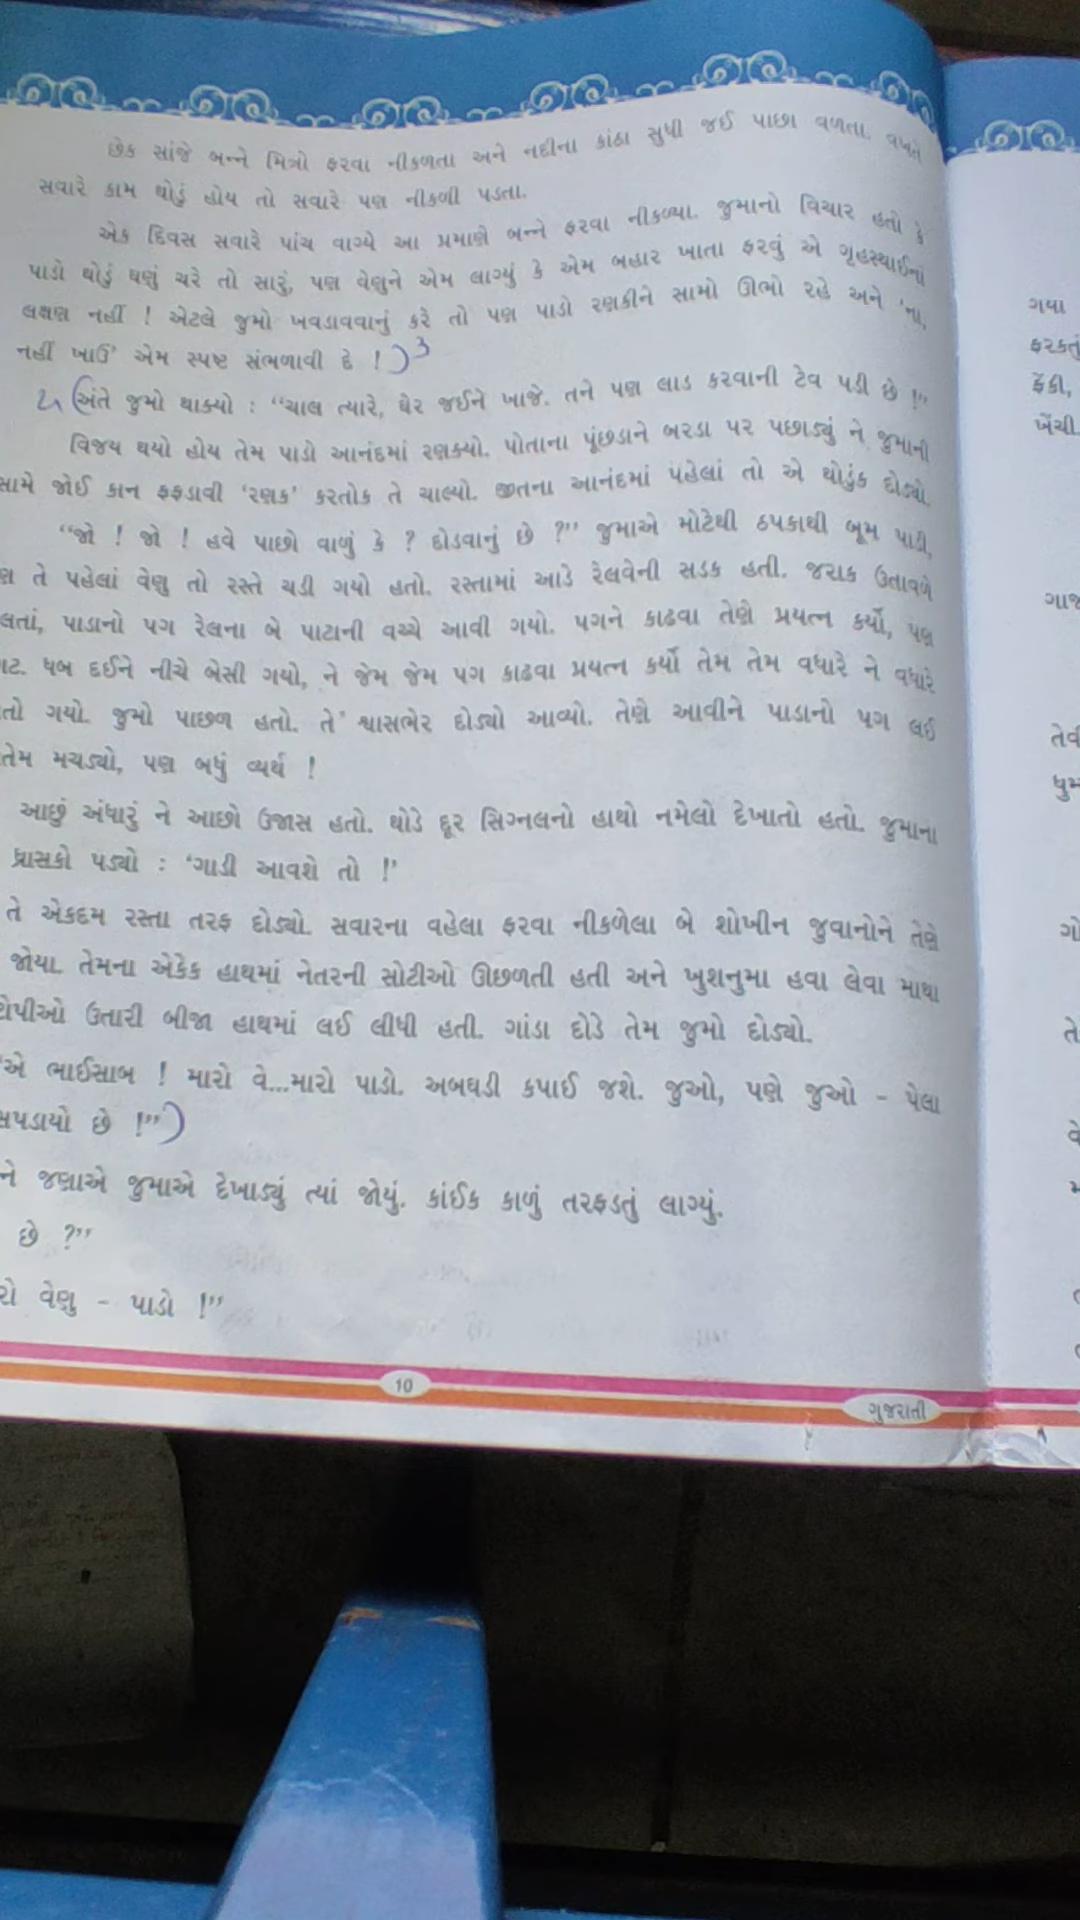 છેક સાંજે બન્ને મિત્રો ફરવા નીકળતા અને નદીના કાંઠા સુધી જઈ પાછા વળતા. વખતે
સવારે કામ થોડું હોય તો સવારે પણ નીકળી પડતા.
એક દિવસ સવારે પાંચ વાગ્યે આ પ્રમાણે બન્ને ફરવા નીકળ્યા. જુમાનો વિચાર હતો કે
પાડો થોડું ઘણું ચરે તો સારું, પણ વેણુને એમ લાગ્યું કે એમ બહાર ખાતા ફરવું એ ગૃહસ્થાઈનાં
લક્ષણ નહીં ! એટલે જુમો ખવડાવવાનું કરે તો પણ પાડો રણકીને સામો ઊભો રહે અને ‘ના,
નહીં ખાઉં’ એમ સ્પષ્ટ સંભળાવી દે !) ૩
(અંતે જુમો થાક્યો : “ચાલ ત્યારે, ઘેર જઈને ખાજે. તને પણ લાડ કરવાની ટેવ પડી છે !”
વિજય થયો હોય તેમ પાડો આનંદમાં રણક્યો. પોતાના પૂંછડાને બરડા પર પછાડ્યું ને જુમાની
સામે જોઈ કાન ફફડાવી ‘રણક’ કરતોક તે ચાલ્યો. જીતના આનંદમાં પહેલાં તો એ થોડુંક દોડ્યો.
“જો ! જો ! હવે પાછો વાળું કે ? દોડવાનું છે ?” જુમાએ મોટેથી ઠપકાથી બૂમ પાડી,
ણ તે પહેલાં વેણુ તો રસ્તે ચડી ગયો હતો. રસ્તામાં આડે રેલવેની સડક હતી. જરાક ઉતાવળે
લતાં, પાડાનો પગ રેલના બે પાટાની વચ્ચે આવી ગયો. પગને કાઢવા તેણે પ્રયત્ન કર્યો, પણ
ગટ. ધબ દઈને નીચે બેસી ગયો, ને જેમ જેમ પગ કાઢવા પ્રયત્ન કર્યો તેમ તેમ વધારે ને વધારે
તો ગયો. જુમો પાછળ હતો. તે શ્વાસભેર દોડ્યો આવ્યો. તેણે આવીને પાડાનો પગ લઈ
તેમ મચડ્યો, પણ બધું વ્યર્થ !
આછું અંધારું ને આછો ઉજાસ હતો. થોડે દૂર સિગ્નલનો હાથો નમેલો દેખાતો હતો. જુમાના
ધ્રાસકો પડ્યો : ‘ગાડી આવશે તો !’
તે એકદમ રસ્તા તરફ દોડ્યો. સવારના વહેલા ફરવા નીકળેલા બે શોખીન જુવાનોને તેણે
જોયા. તેમના એકેક હાથમાં નેતરની સોટીઓ ઊછળતી હતી અને ખુશનુમા હવા લેવા માથા
ટોપીઓ ઉતારી બીજા હાથમાં લઈ લીધી હતી. ગાંડા દોડે તેમ જુમો દોડ્યો.
‘એ ભાઈસાબ ! મારો વે...મારો પાડો. અબઘડી કપાઈ જશે. જુઓ, પણે જુઓ - પેલા
સપડાયો છે !”)
ને જણાએ જુમાએ દેખાડ્યું ત્યાં જોયું. કાંઈક કાળું તરફડતું લાગ્યું.
છે ?”
રો વેણુ - પાડો !”
10
ગુજરાતી
ગયા
ફરકતું
ફેંકી,
ખેંચી
ગાજ
તેવી
ધુમ
ગો
તે
વે